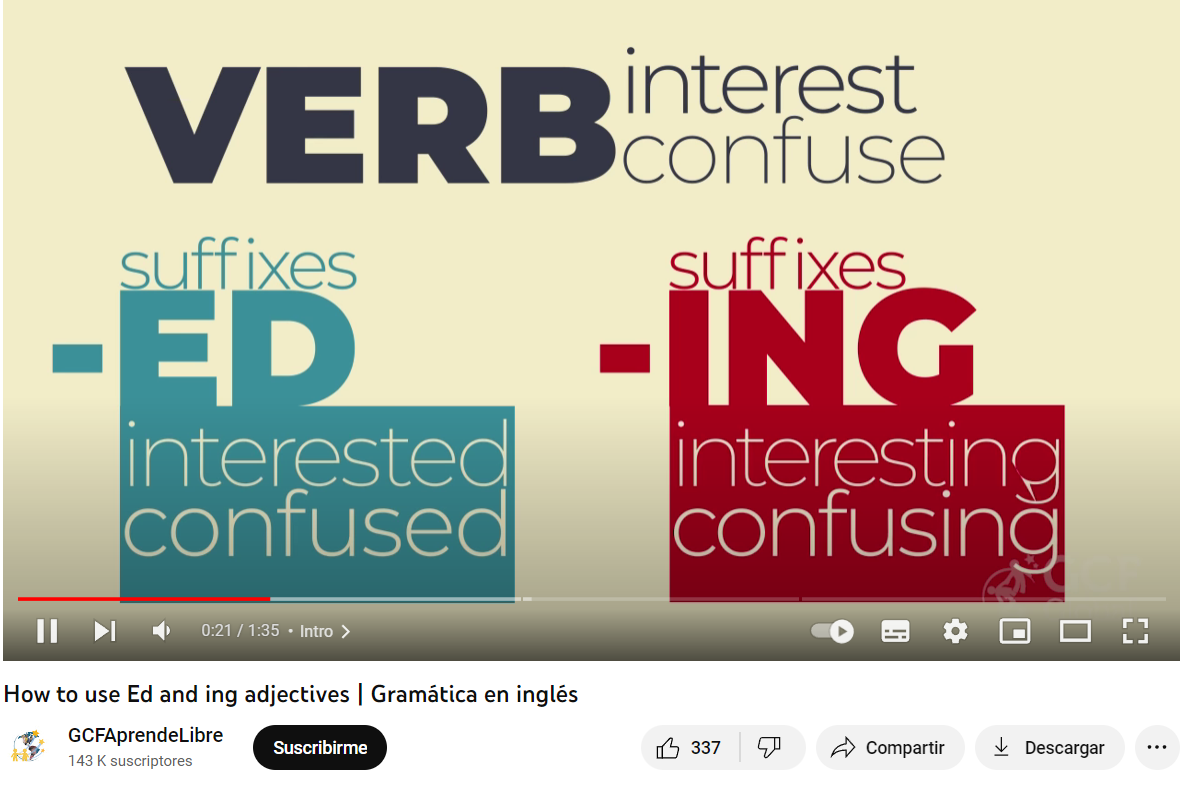 VERB interest
confuse
suffixes
-ED
interested
confused
suffixes
-ING
interesting
confusing
0:21 / 1:35 • Intro
How to use Ed and ing adjectives | Gramática en inglés
GCFAprendeLibre
143 K suscriptores
Suscribirme
337
Compartir
Descargar